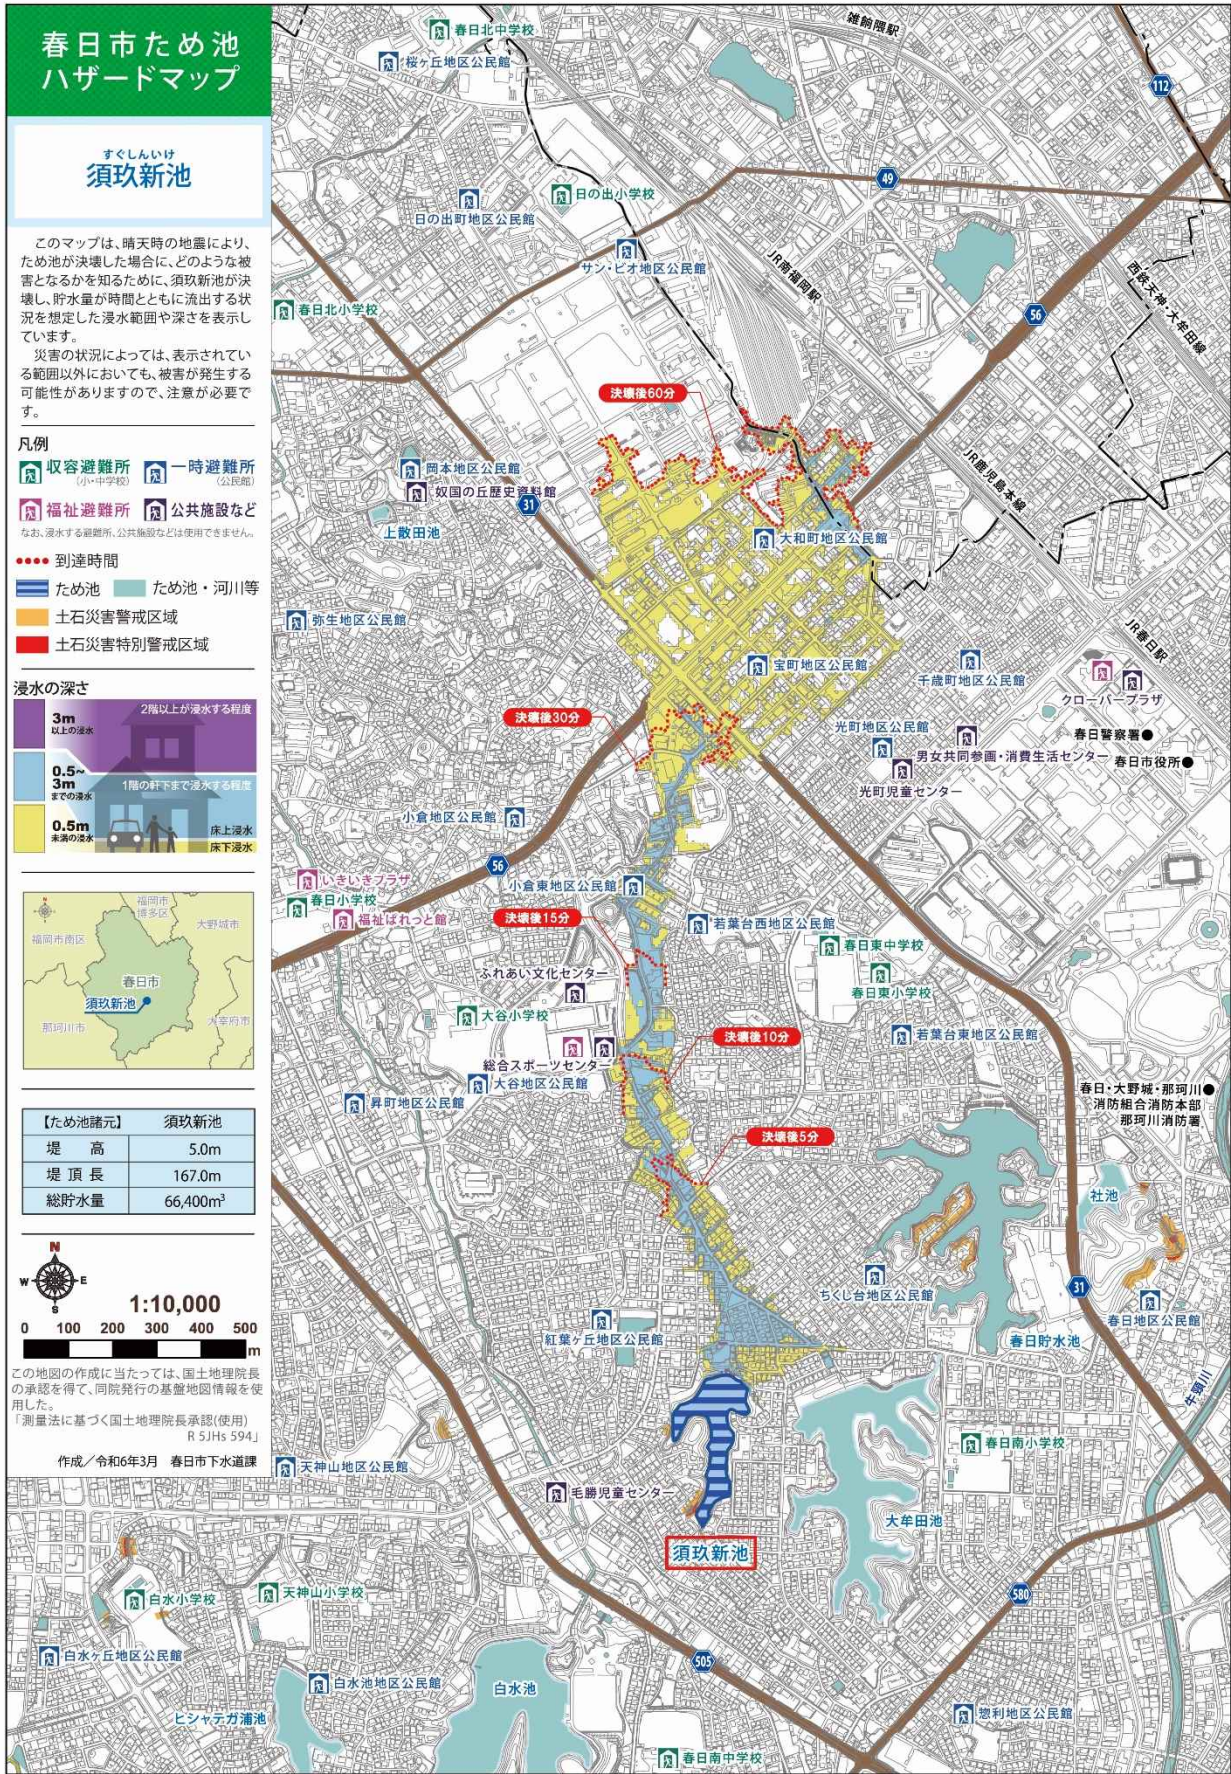 春日市ため池
ハザードマップ
すぐしんいけ
須玖新池
このマップは、晴天時の地震により、
ため池が決壊した場合に、どのような被
害となるかを知るために、須玖新池が決
壊し、貯水量が時間とともに流出する状
況を想定した浸水範囲や深さを表示し
ています。
災害の状況によっては、表示されてい
る範囲以外においても、被害が発生する
可能性がありますので、注意が必要で
す。
凡例
収容避難所
(小・中学校)
一時避難所
(公民館)
福祉避難所
公共施設など
なお、浸水する避難所、公共施設などは使用できません。
到達時間
ため池
ため池・河川等
土石災害警戒区域
土石災害特別警戒区域
浸水の深さ
3m
以上の浸水
2階以上が浸水する程度
0.5~
3m
までの浸水
1階の軒下まで浸水する程度
0.5m
未満の浸水
床上浸水
床下浸水
N
福岡市
博多区
大野城市
福岡市南区
春日市
須玖新池
那珂川市
大宰府市
【ため池諸元】 須玖新池
堤 高 5.0m
堤頂長 167.0m
総貯水量 66,400m³
N
W
E
S
1:10,000
0 100 200 300 400 500
m
この地図の作成に当たっては、国土地理院長
の承認を得て、同院発行の基盤地図情報を使
用した。
「測量法に基づく国土地理院長承認(使用)
R 5JHs 594」
作成／令和6年3月 春日市下水道課
春日北中学校
雑餉隈駅
桜ヶ丘地区公民館
112
49
日の出小学校
日の出町地区公民館
サン・ビオ地区公民館
JR南福岡駅
西鉄天神・大牟田線
春日北小学校
56
決壊後60分
岡本地区公民館
奴国の丘歴史資料館
31
JR鹿児島本線
上散田池
大和町地区公民館
弥生地区公民館
JR春日駅
宝町地区公民館
千歳町地区公民館
クローバープラザ
決壊後30分
光町地区公民館
春日警察署
男女共同参画・消費生活センター
春日市役所
光町児童センター
小倉地区公民館
56
いきいきプラザ
小倉東地区公民館
春日小学校
福祉ぱれっと館
決壊後15分
若葉台西地区公民館
春日東中学校
ふれあい文化センター
春日東小学校
大谷小学校
若葉台東地区公民館
決壊後10分
総合スポーツセンター
大谷地区公民館
春日・大野城・那珂川
消防組合消防本部
那珂川消防署
昇町地区公民館
決壊後5分
社池
ちくし台地区公民館
31
春日地区公民館
紅葉ヶ丘地区公民館
春日貯水池
牛頸川
春日南小学校
天神山地区公民館
毛勝児童センター
大牟田池
須玖新池
580
白水小学校
天神山小学校
白水ヶ丘地区公民館
505
白水池地区公民館
白水池
ヒシャテガ浦池
惣利地区公民館
春日南中学校